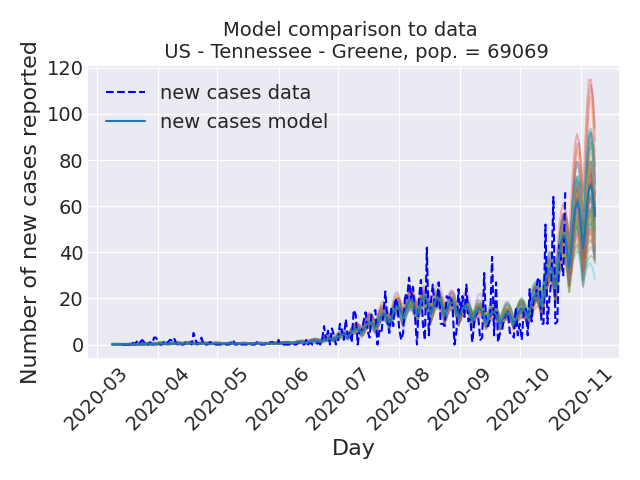 Model comparison to data
US - Tennessee - Greene, pop. = 69069
Number of new cases reported
120
100
80
60
40
20
0
new cases data
new cases model
2020-03
2020-04
2020-05
2020-06
2020-07
2020-08
2020-09
2020-10
2020-11
Day